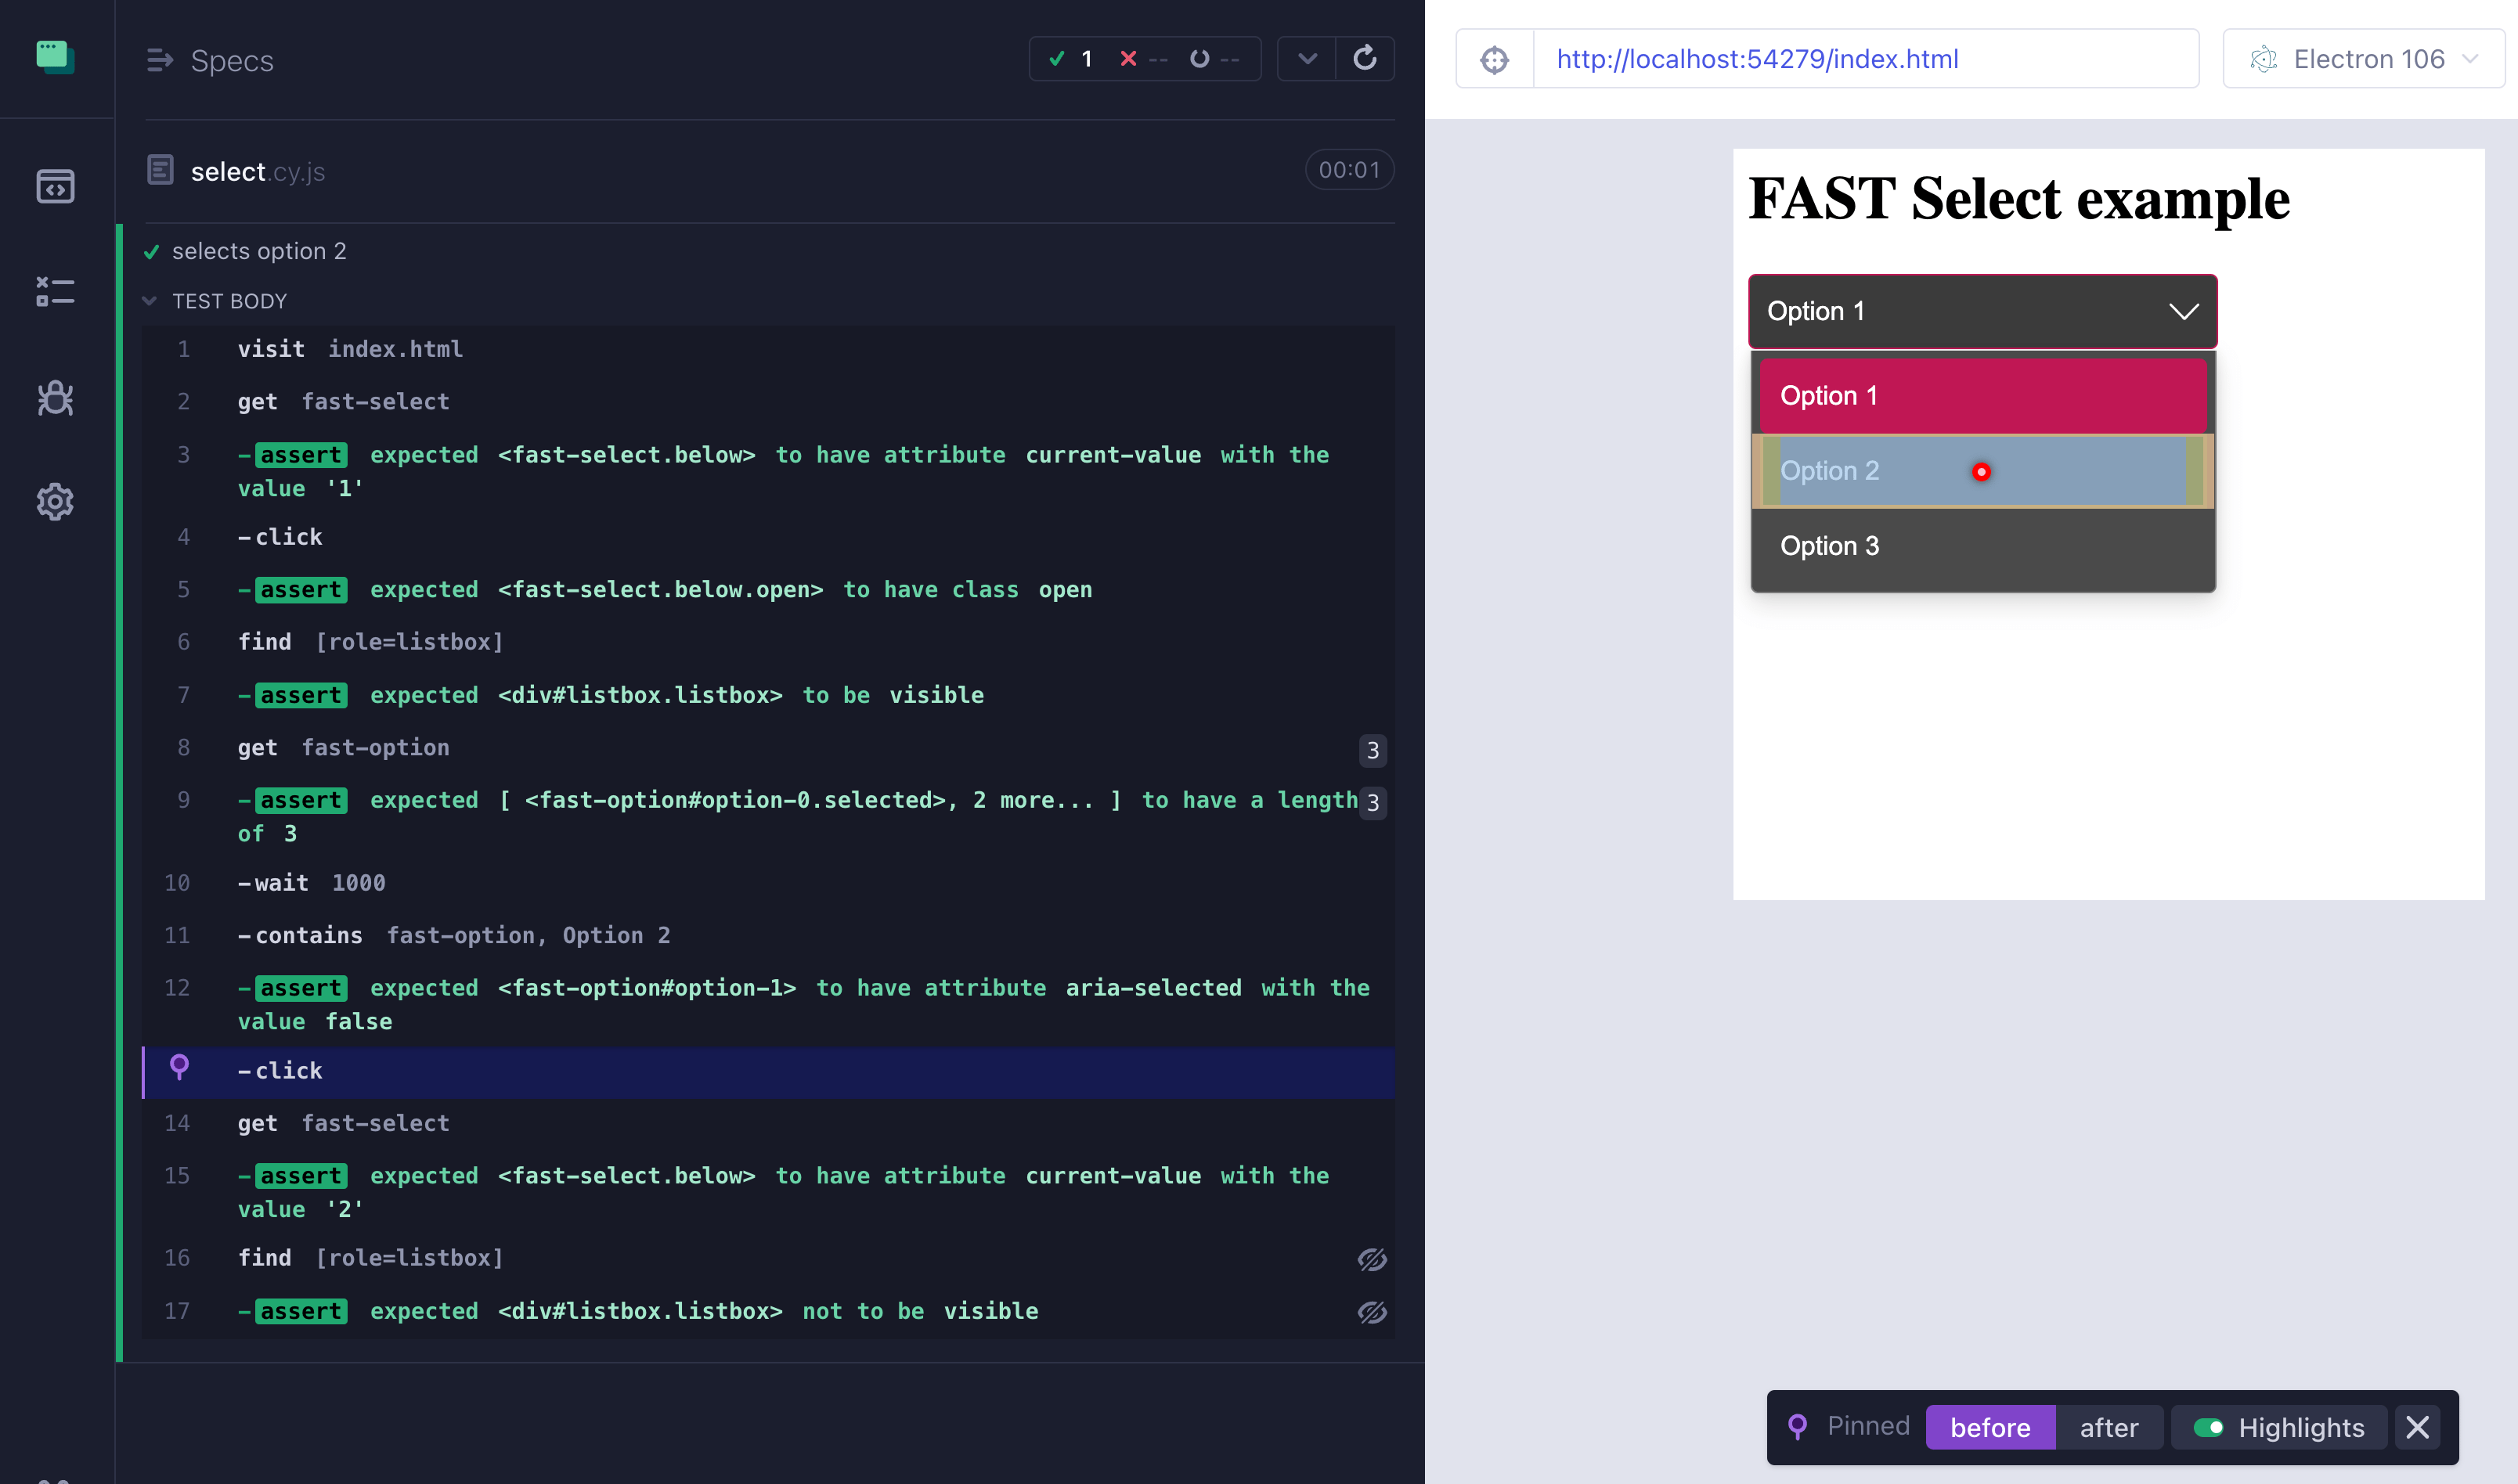 Specs
1 -- --
select.cy.js
00:01
selects option 2
TEST BODY
1 visit index.html
2 get fast-select
3 -assert expected <fast-select.below> to have attribute current-value with the
value '1'
4 -click
5 -assert expected <fast-select.below.open> to have class open
6 find [role=listbox]
7 -assert expected <div#listbox.listbox> to be visible
8 get fast-option 3
9 -assert expected [ <fast-option#option-0.selected>, 2 more... ] to have a length 3
of 3
10 -wait 1000
11 -contains fast-option, Option 2
12 -assert expected <fast-option#option-1> to have attribute aria-selected with the
value false
-click
14 get fast-select
15 -assert expected <fast-select.below> to have attribute current-value with the
value '2'
16 find [role=listbox]
17 -assert expected <div#listbox.listbox> not to be visible
http://localhost:54279/index.html
Electron 106
FAST Select example
Option 1
Option 1
Option 2
Option 3
Pinned before after Highlights